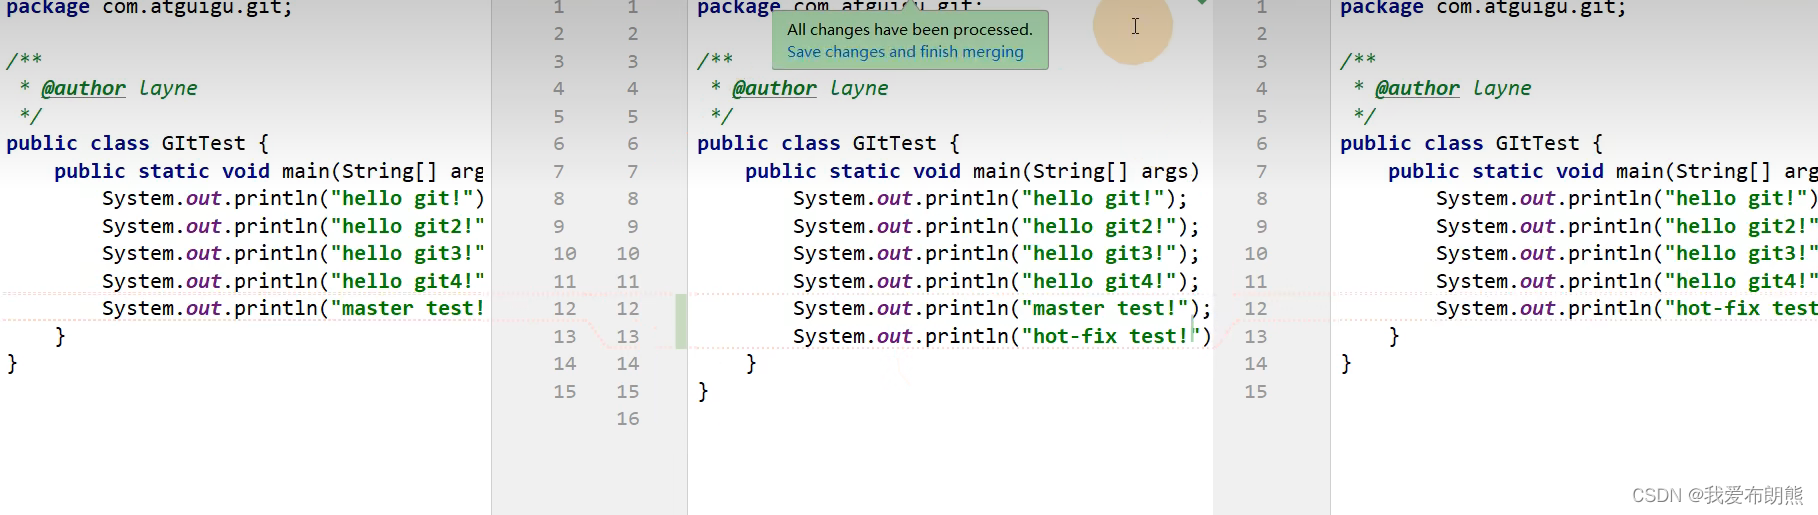 package com.atguigu.git;
/**
* @author layne
*/
public class GItTest {
public static void main(String[] arg
System.out.println("hello git!")
System.out.println("hello git2!"
System.out.println("hello git3!"
System.out.println("hello git4!"
System.out.println("master test!
}
}
1 1
2 2
3 3
4 4
5 5
6 6
7 7
8 8
9 9
10 10
11 11
12 12
13 13
14 14
15 15
16
package com.atguigu.git;
All changes have been processed.
Save changes and finish merging
/**
* @author layne
*/
public class GItTest {
public static void main(String[] args)
System.out.println("hello git!");
System.out.println("hello git2!");
System.out.println("hello git3!");
System.out.println("hello git4!");
System.out.println("master test!");
System.out.println("hot-fix test!")
}
}
1
2
3
4
5
6
7
8
9
10
11
12
13
14
15
package com.atguigu.git;
/**
* @author layne
*/
public class GItTest {
public static void main(String[] arg
System.out.println("hello git!")
System.out.println("hello git2!"
System.out.println("hello git3!"
System.out.println("hello git4!"
System.out.println("hot-fix test
}
}
CSDN @我爱布朗熊